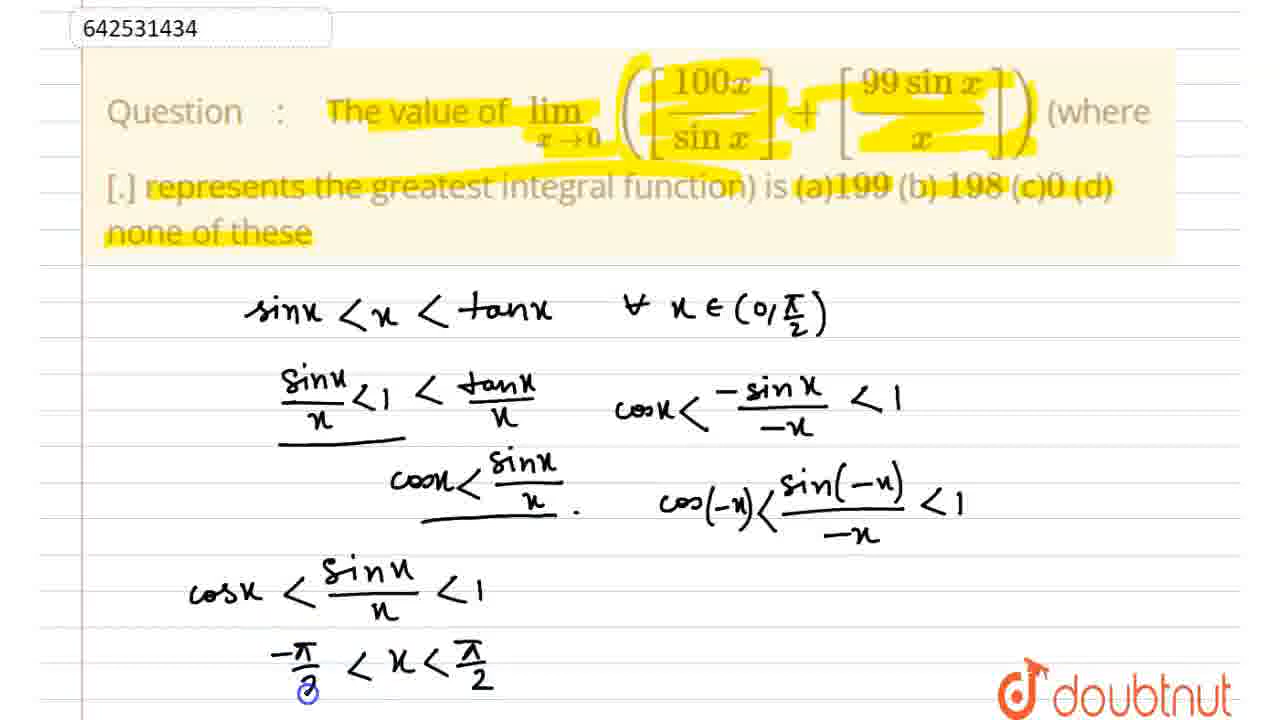 642531434
Question : The value of lim x→0 ([100x / sin x] + [99 sin x / x]) (where
[.] represents the greatest integral function) is (a)199 (b) 198 (c)0 (d)
none of these
sinx < x < tanx ∀ x ∈ (0, π/2)
sinx/x < 1 < tanx/x
cosx < -sinx/-x < 1
cosx < sinx/x .
cos(-x) < sin(-x)/-x < 1
cosx < sinx/x < 1
-π/2 < x < π/2
doubtnut